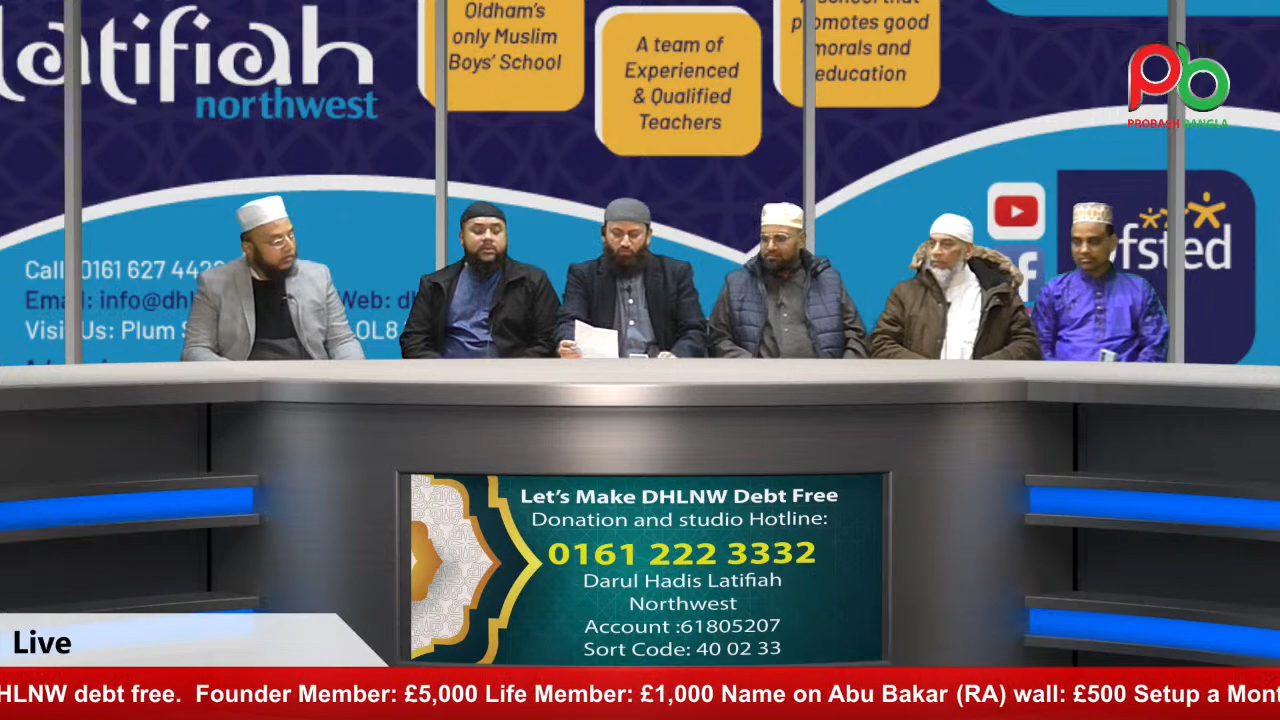 latifiah
northwest
Oldham's
only Muslim
Boys' School
A team of
Experienced
& Qualified
Teachers
promotes good
morals and
education
PROBASH BANGLA
ofsted
Call: 0161 627 442
Email: info@dhl
Web: dh
Visit Us: Plum S
OL8
Let's Make DHLNW Debt Free
Donation and studio Hotline:
0161 222 3332
Darul Hadis Latifiah
Northwest
Account :61805207
Sort Code: 40 02 33
Live
HLNW debt free. Founder Member: £5,000 Life Member: £1,000 Name on Abu Bakar (RA) wall: £500 Setup a Mont